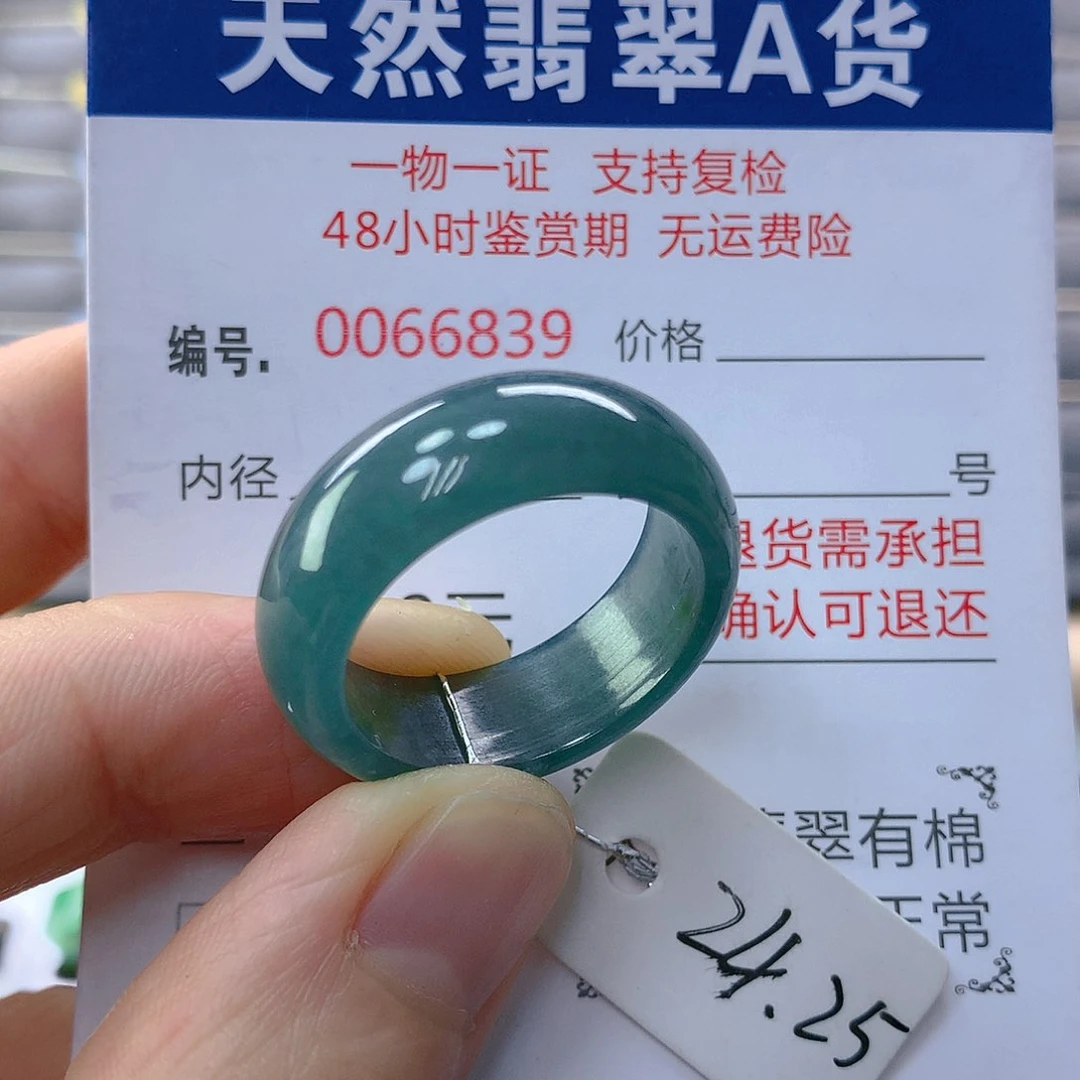 天然翡翠A货
一物一证 支持复检
48小时鉴赏期 无运费险
编号. 0066839 价格
内径 号
退货需承担
确认可退还
翠有棉
正常
24.25